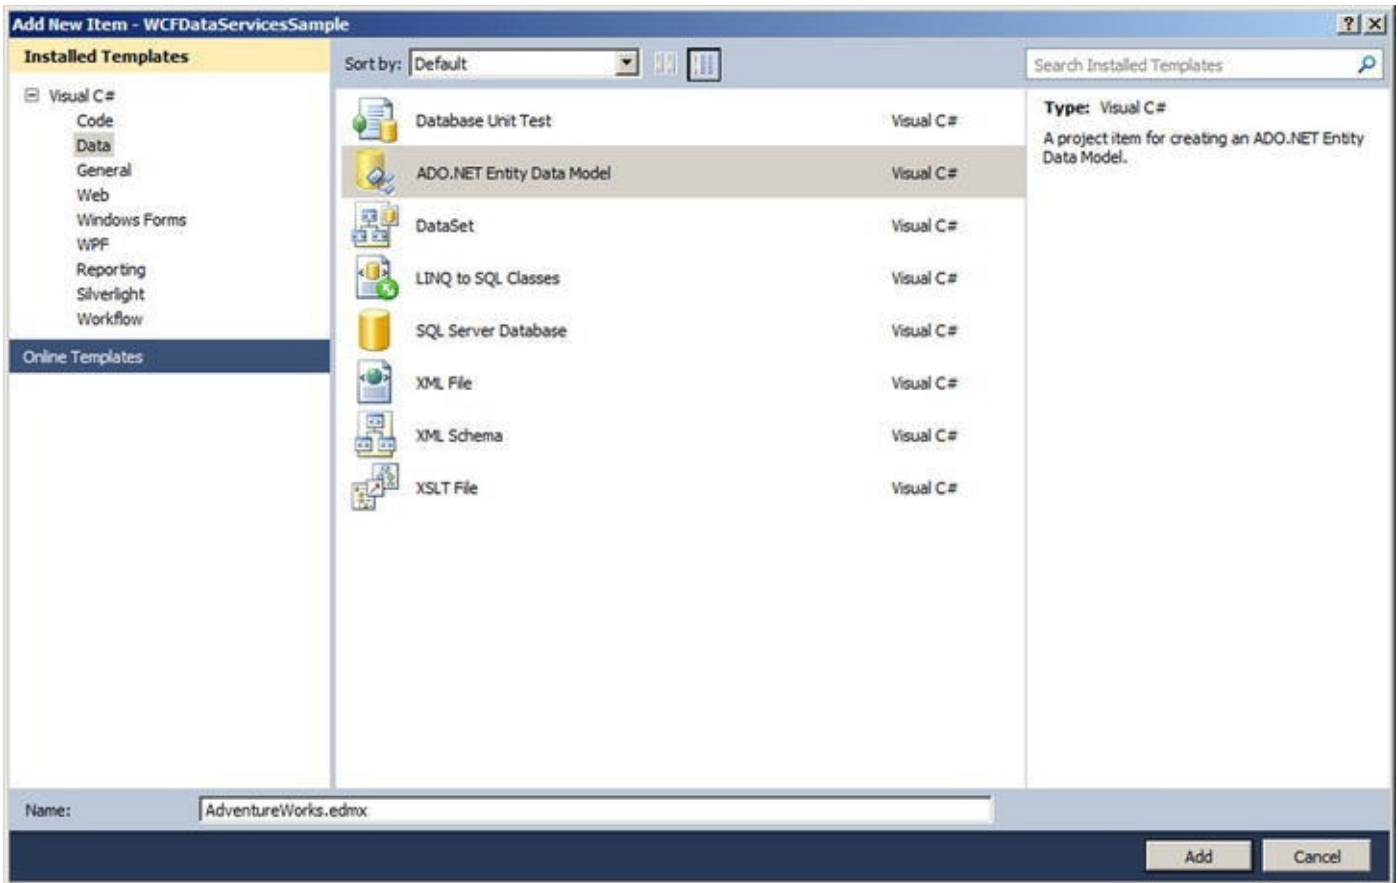 Add New Item - WCFDataServicesSample
Installed Templates
Visual C#
Code
Data
General
Web
Windows Forms
WPF
Reporting
Silverlight
Workflow
Online Templates
Sort by: Default
Database Unit Test Visual C#
ADO.NET Entity Data Model Visual C#
DataSet Visual C#
LINQ to SQL Classes Visual C#
SQL Server Database Visual C#
XML File Visual C#
XML Schema Visual C#
XSLT File Visual C#
Search Installed Templates
Type: Visual C#
A project item for creating an ADO.NET Entity
Data Model.
Name: AdventureWorks.edmx
Add Cancel